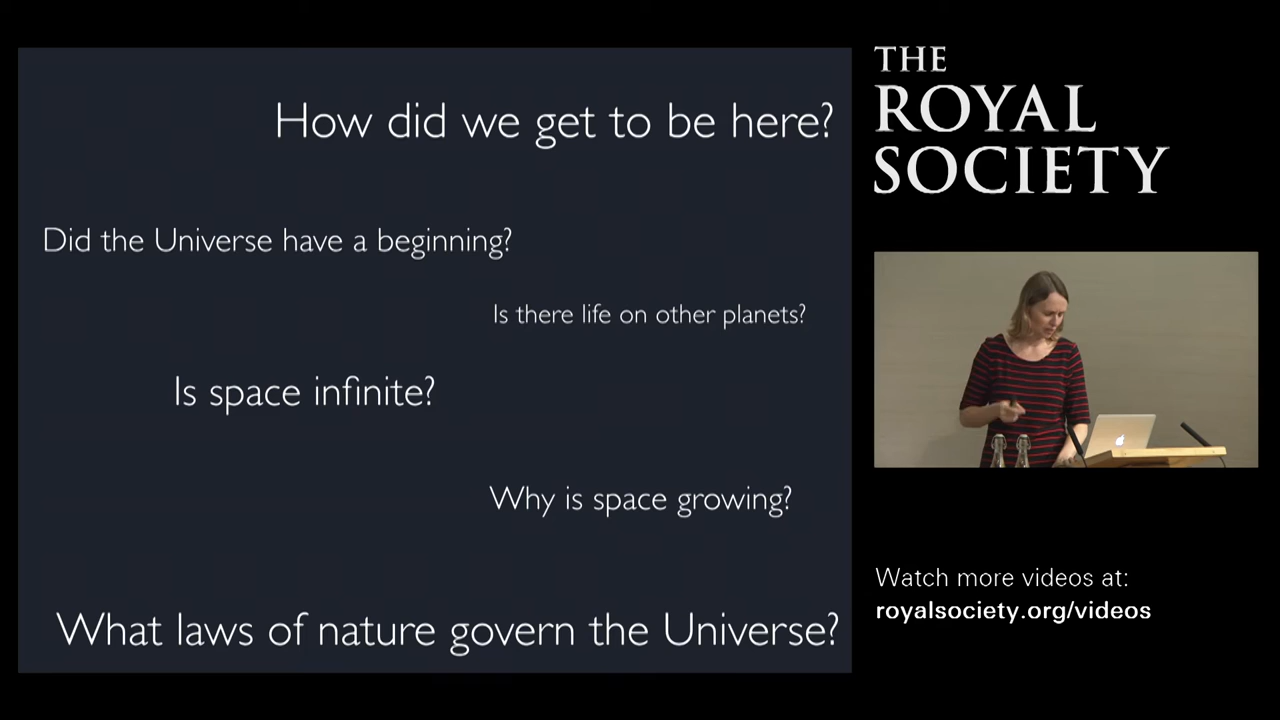 How did we get to be here?
Did the Universe have a beginning?
Is there life on other planets?
Is space infinite?
Why is space growing?
What laws of nature govern the Universe?
THE
ROYAL
SOCIETY
Watch more videos at:
royalsociety.org/videos